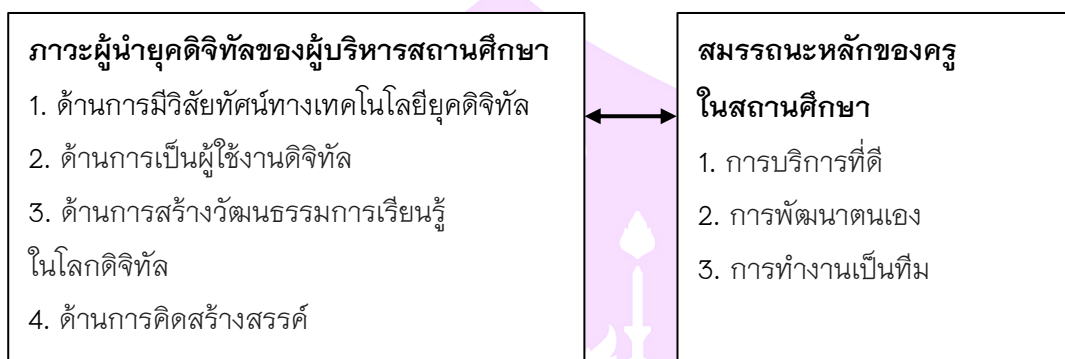 ภาวะผู้นำยุคดิจิทัลของผู้บริหารสถานศึกษา
1. ด้านการมีวิสัยทัศน์ทางเทคโนโลยียุคดิจิทัล
2. ด้านการเป็นผู้ใช้งานดิจิทัล
3. ด้านการสร้างวัฒนธรรมการเรียนรู้
ในโลกดิจิทัล
4. ด้านการคิดสร้างสรรค์
สมรรถนะหลักของครู
ในสถานศึกษา
1. การบริการที่ดี
2. การพัฒนาตนเอง
3. การทำงานเป็นทีม